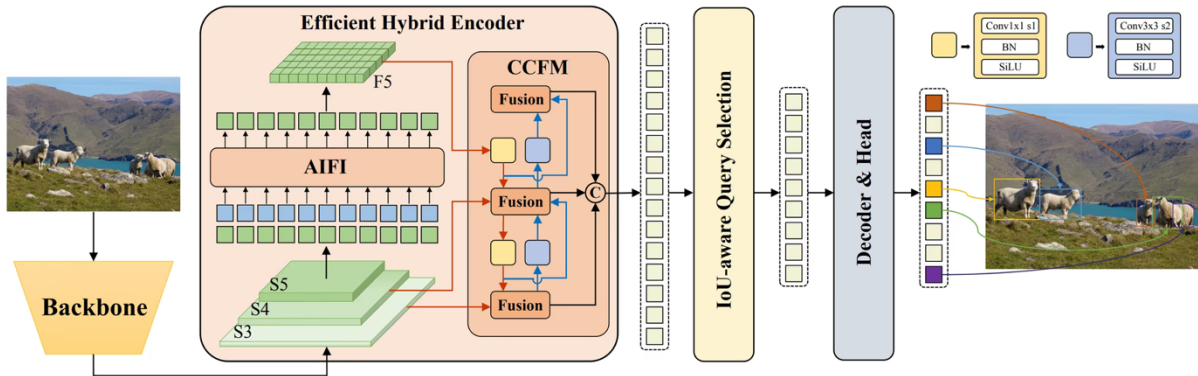 Efficient Hybrid Encoder
CCFM
F5
Fusion
AIFI
Fusion
C
S5
S4
S3
Fusion
Backbone
IoU-aware Query Selection
Decoder & Head
Conv1x1 s1
BN
SiLU
Conv3x3 s2
BN
SiLU